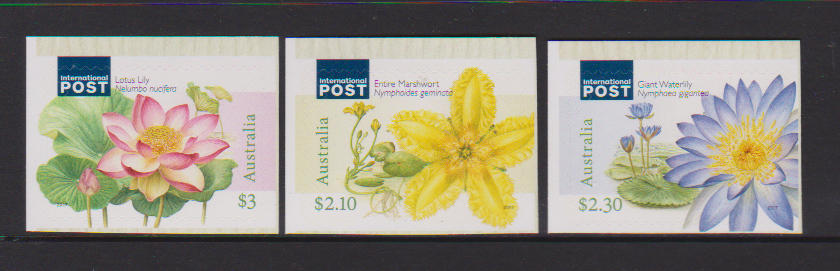 International
POST
Lotus Lily
Nelumbo nucifera
Australia
$3
International
POST
Entire Marshwort
Nymphoides geminata
Australia
$2.10
International
POST
Giant Waterlily
Nymphaea gigantea
Australia
$2.30